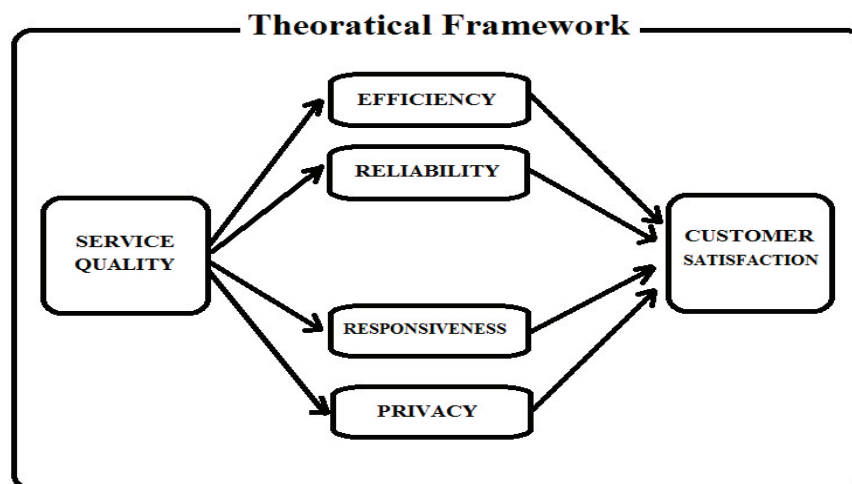 Theoratical Framework
EFFICIENCY
RELIABILITY
SERVICE
QUALITY
CUSTOMER
SATISFACTION
RESPONSIVENESS
PRIVACY